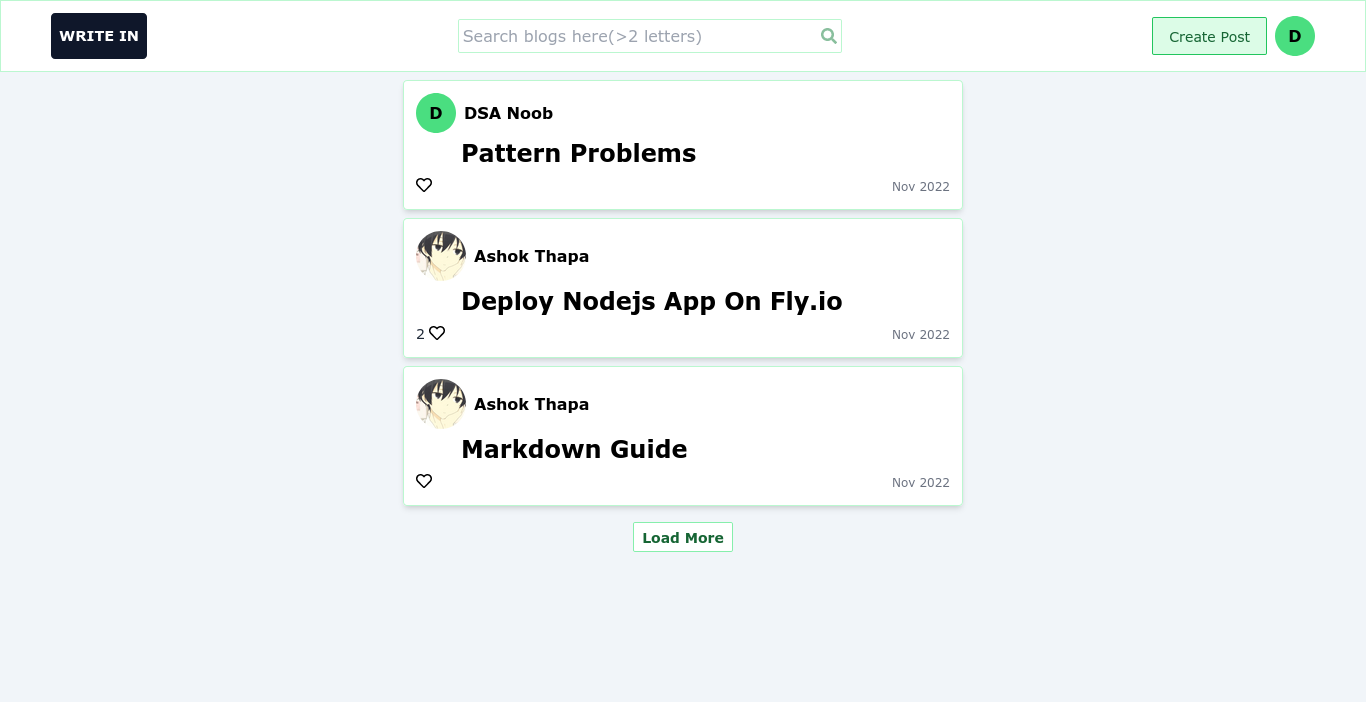 WRITE IN
Search blogs here(>2 letters)
Create Post
D
D
DSA Noob
Pattern Problems
Nov 2022
Ashok Thapa
Deploy Nodejs App On Fly.io
2
Nov 2022
Ashok Thapa
Markdown Guide
Nov 2022
Load More